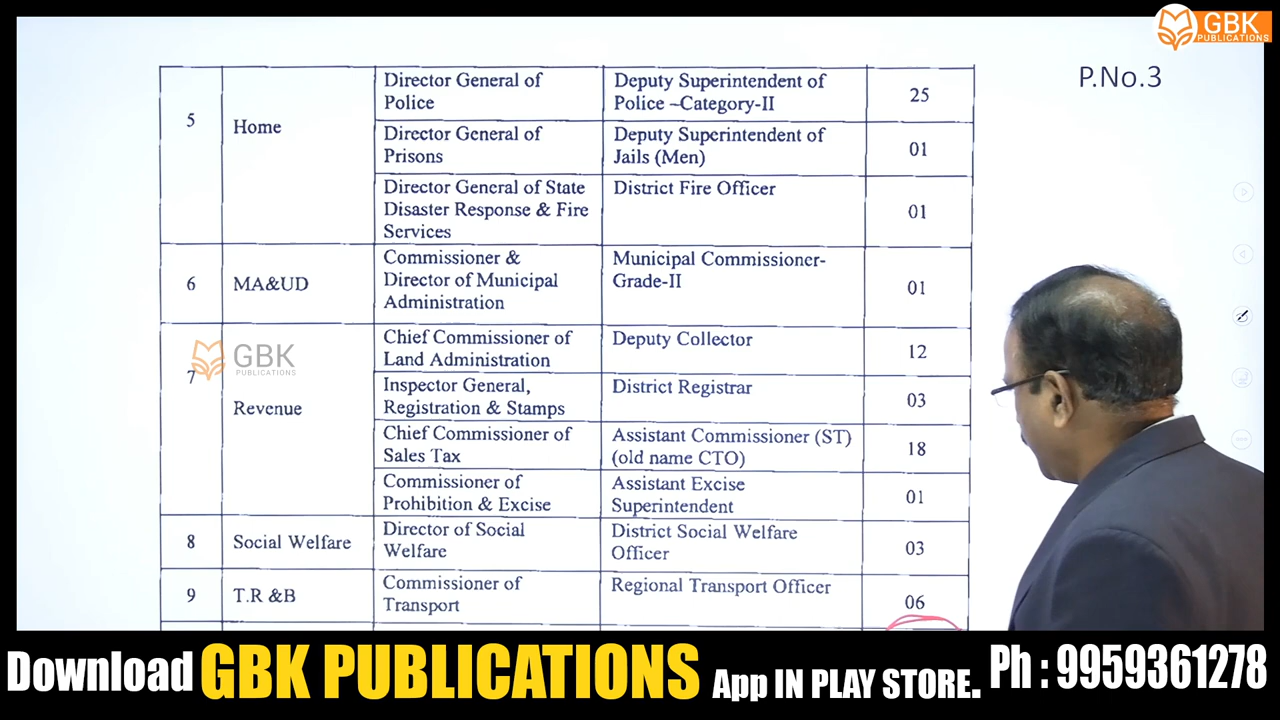 GBK
PUBLICATIONS
P.No.3
5
Home
Director General of
Police
Deputy Superintendent of
Police –Category-II
25
Director General of
Prisons
Deputy Superintendent of
Jails (Men)
01
Director General of State
Disaster Response & Fire
Services
District Fire Officer
01
6
MA&UD
Commissioner &
Director of Municipal
Administration
Municipal Commissioner-
Grade-II
01
GBK
PUBLICATIONS
7
Revenue
Chief Commissioner of
Land Administration
Deputy Collector
12
Inspector General,
Registration & Stamps
District Registrar
03
Chief Commissioner of
Sales Tax
Assistant Commissioner (ST)
(old name CTO)
18
Commissioner of
Prohibition & Excise
Assistant Excise
Superintendent
01
8
Social Welfare
Director of Social
Welfare
District Social Welfare
Officer
03
9
T.R &B
Commissioner of
Transport
Regional Transport Officer
06
Download GBK PUBLICATIONS App IN PLAY STORE. Ph : 9959361278